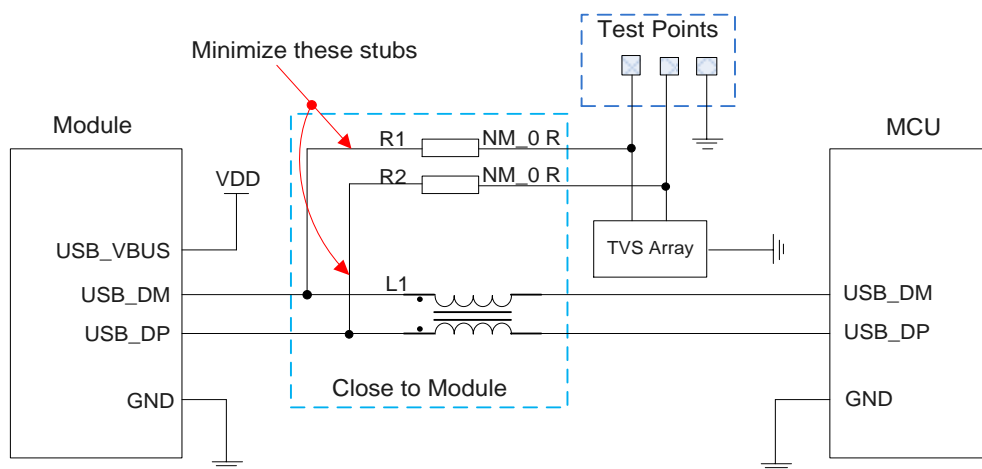 Test Points
Minimize these stubs
Module
MCU
R1
NM_0 R
R2
NM_0 R
VDD
USB_VBUS
TVS Array
USB_DM
L1
USB_DM
USB_DP
USB_DP
Close to Module
GND
GND